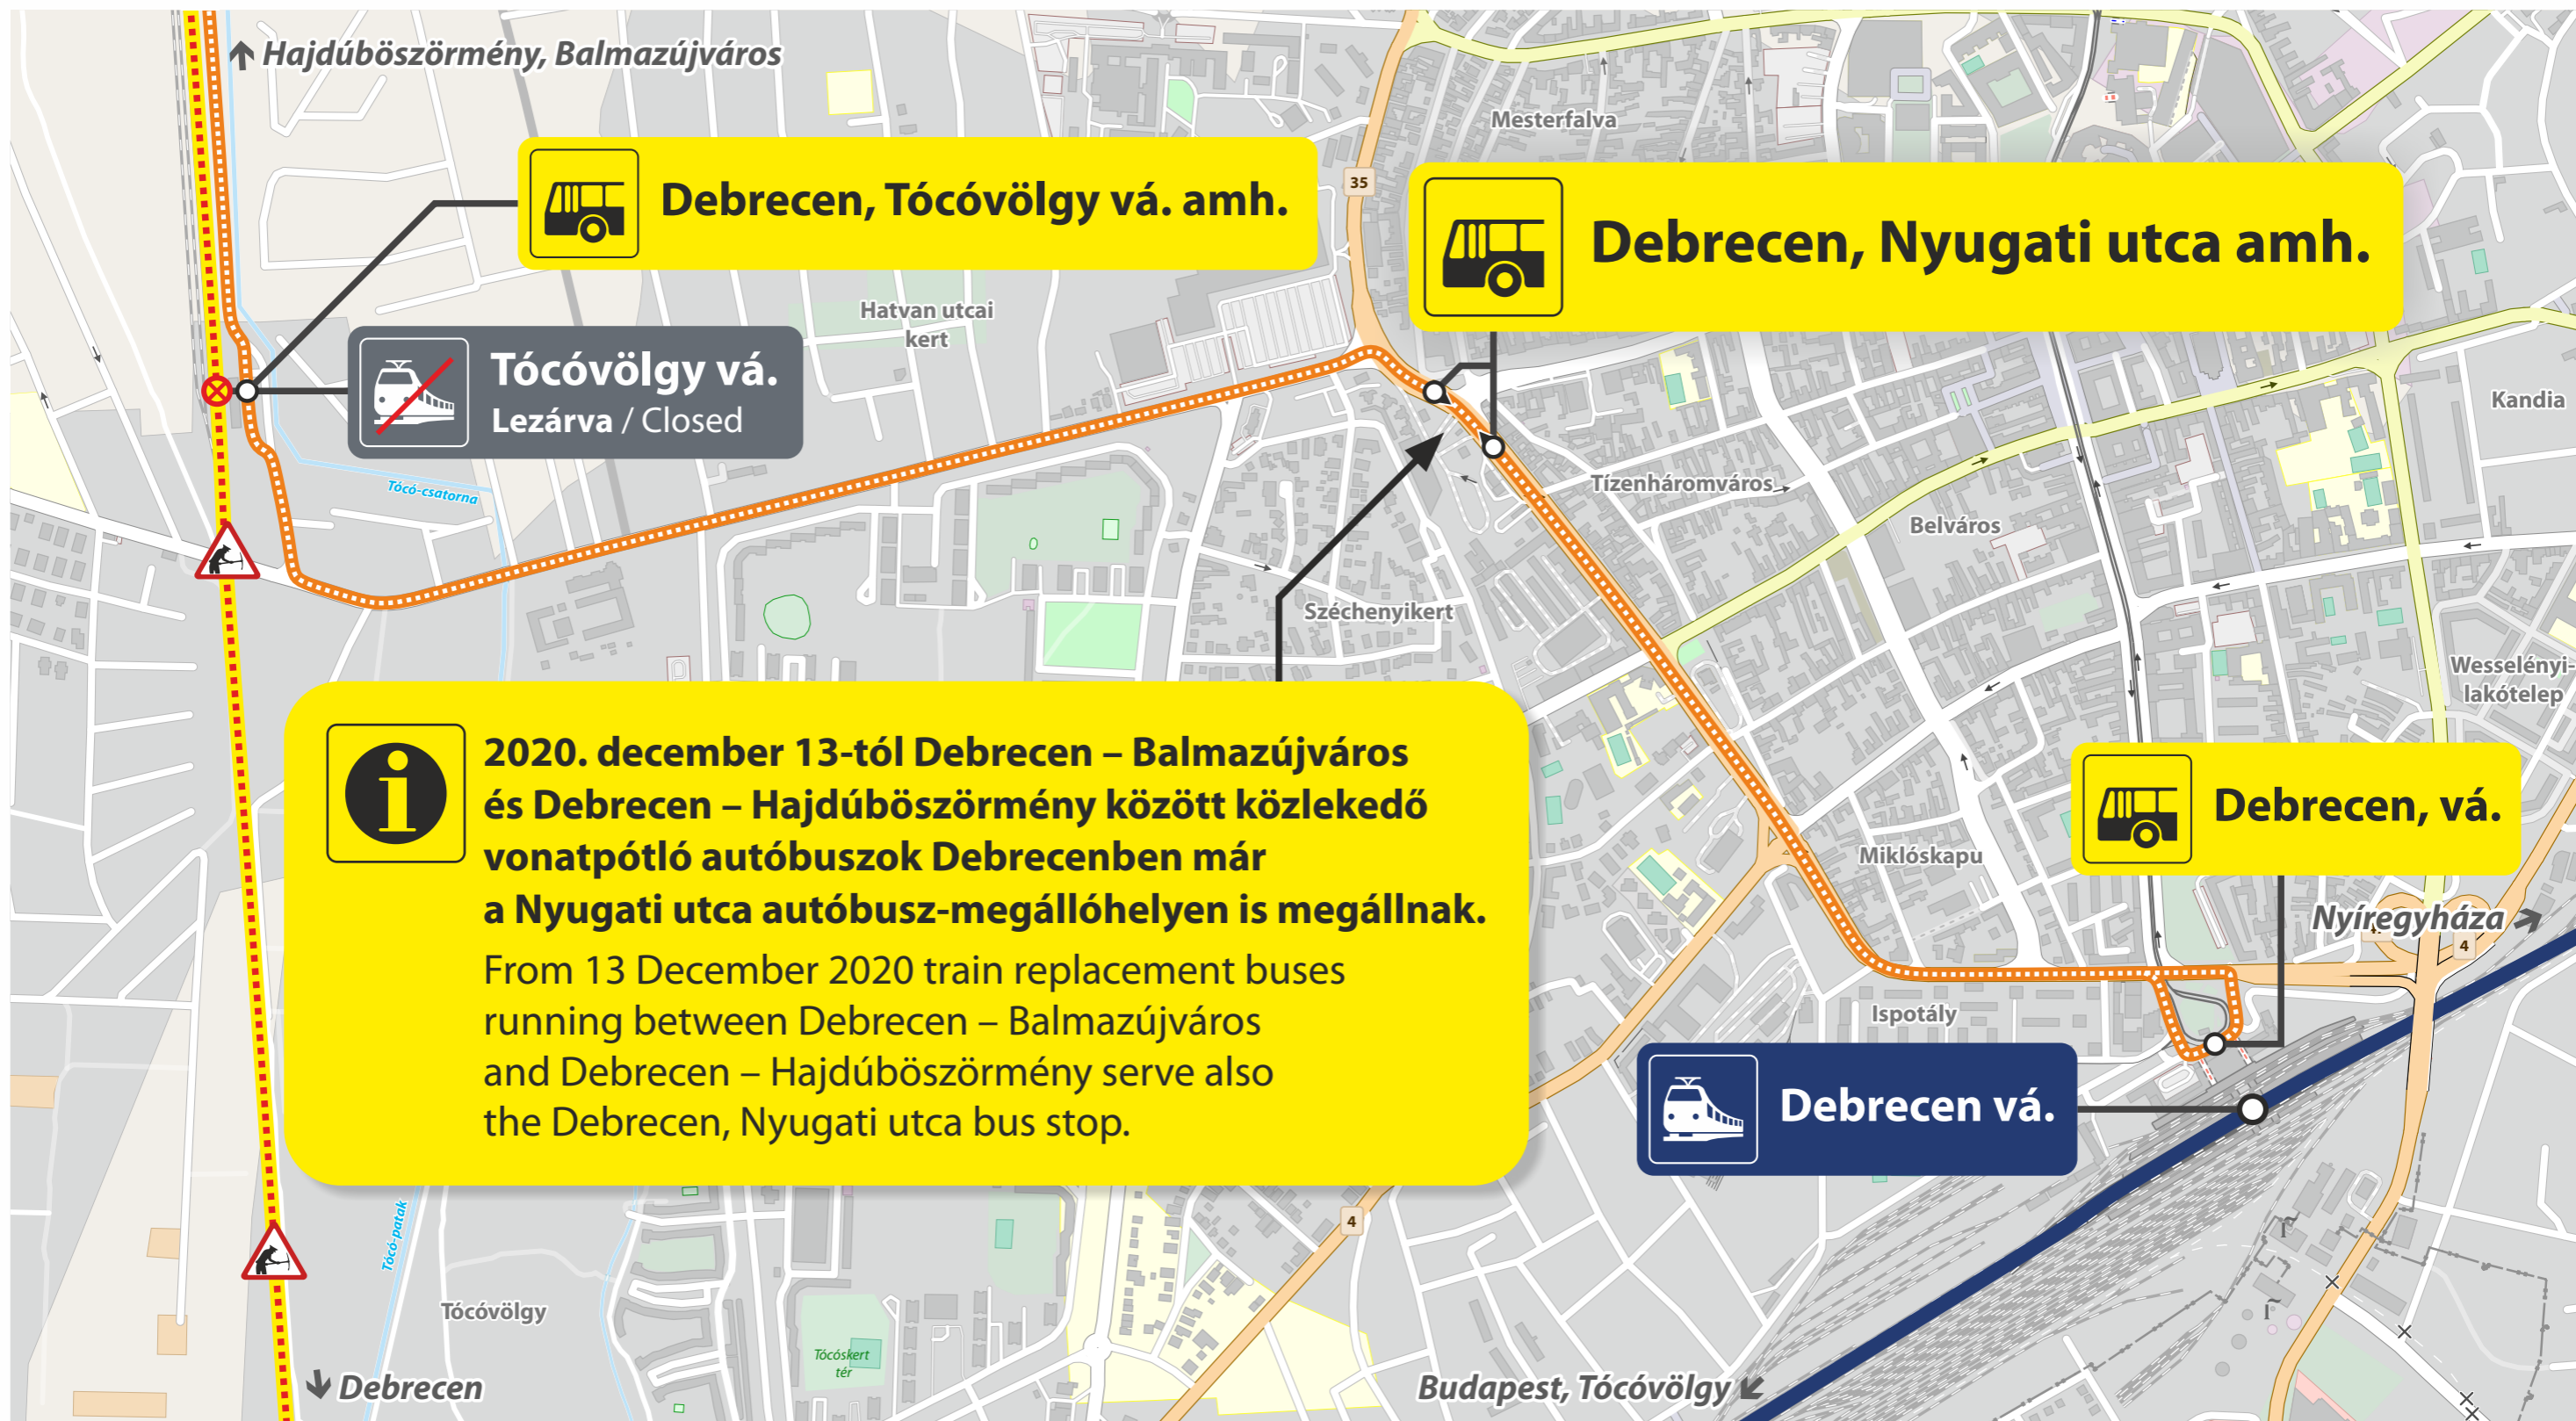 Hajdúböszörmény, Balmazújváros
Mesterfalva
Debrecen, Tócóvölgy vá. amh.
35
Debrecen, Nyugati utca amh.
Hatvan utcai
kert
Tócóvölgy vá.
Lezárva / Closed
Kandia
Tócó-csatorna
Tízenháromváros
Belváros
Széchenyikert
Wesselényi-
lakótelep
2020. december 13-tól Debrecen – Balmazújváros
és Debrecen – Hajdúböszörmény között közlekedő
vonatpótló autóbuszok Debrecenben már
a Nyugati utca autóbusz-megállóhelyen is megállnak.
From 13 December 2020 train replacement buses
running between Debrecen – Balmazújváros
and Debrecen – Hajdúböszörmény serve also
the Debrecen, Nyugati utca bus stop.
Debrecen, vá.
Miklóskapu
Nyíregyháza
4
Ispotály
Debrecen vá.
4
Tócó-patak
Tócóvölgy
Tócóskert
tér
Debrecen
Budapest, Tócóvölgy